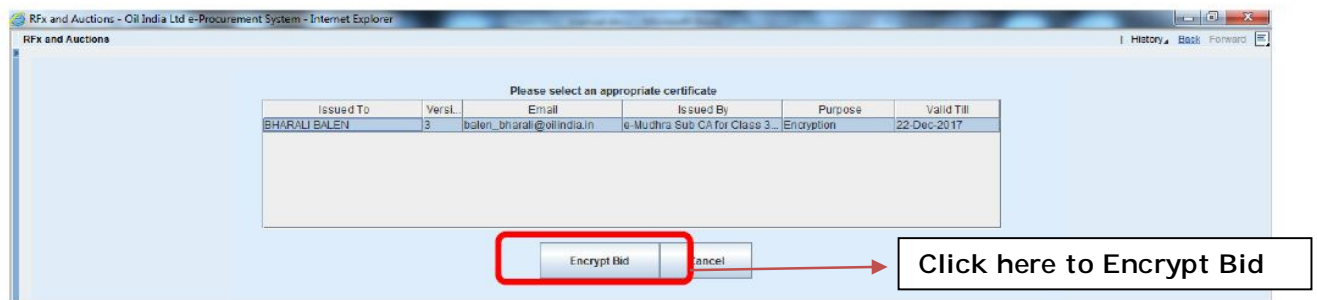 RFx and Auctions - Oil India Ltd e-Procurement System - Internet Explorer
RFx and Auctions | History Back Forward
Please select an appropriate certificate
Issued To Versi... Email Issued By Purpose Valid Till
BHARALI BALEN 3 balen_bharali@oilindia.in e-Mudhra Sub CA for Class 3... Encryption 22-Dec-2017
Encrypt Bid Cancel
Click here to Encrypt Bid